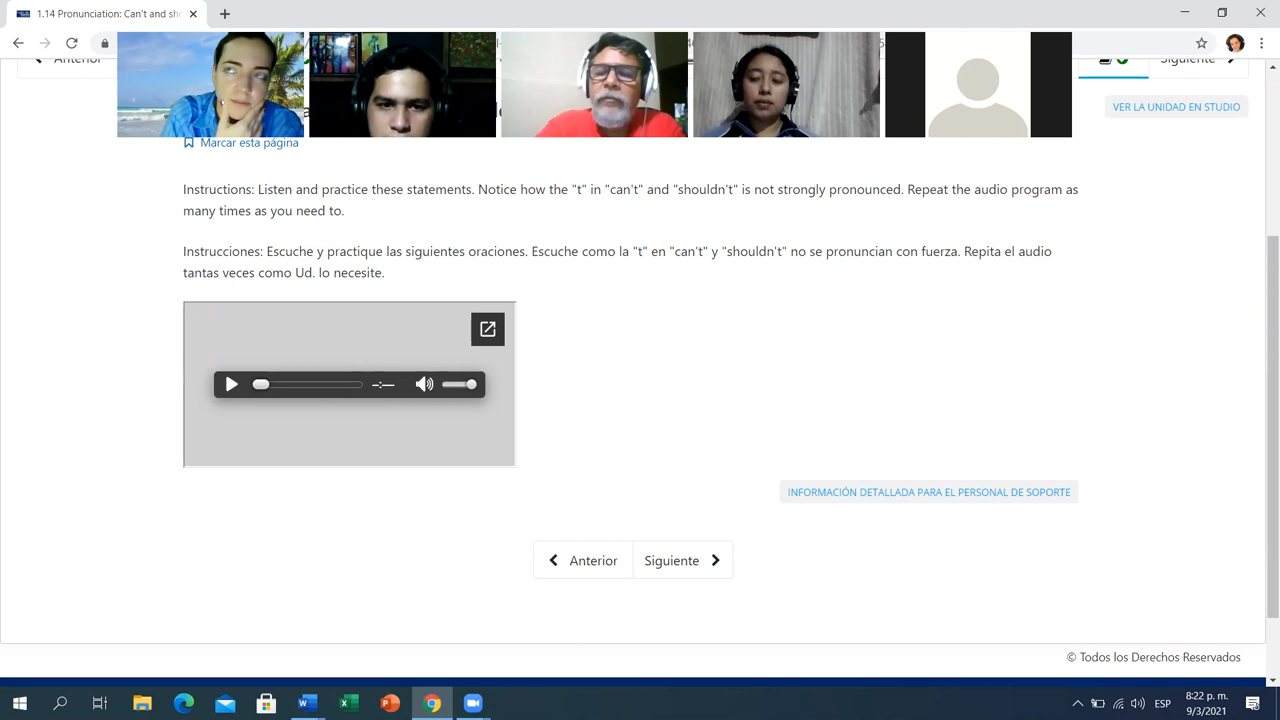 1.14 Pronunciation: Can't and sh
Anterior
Siguiente
VER LA UNIDAD EN STUDIO
Marcar esta página
Instructions: Listen and practice these statements. Notice how the "t" in "can't" and "shouldn't" is not strongly pronounced. Repeat the audio program as
many times as you need to.
Instrucciones: Escuche y practique las siguientes oraciones. Escuche como la "t" en "can't" y "shouldn't" no se pronuncian con fuerza. Repita el audio
tantas veces como Ud. lo necesite.
-:--
INFORMACIÓN DETALLADA PARA EL PERSONAL DE SOPORTE
Anterior
Siguiente
© Todos los Derechos Reservados
ESP
8:22 p. m.
9/3/2021